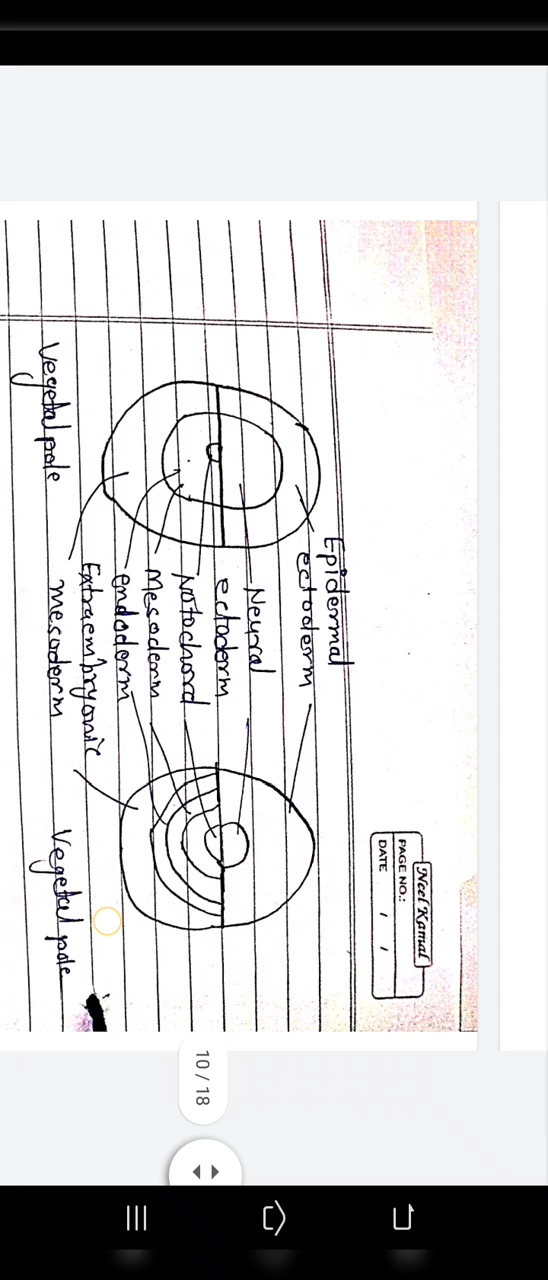 Neel Kamal
PAGE NO.:
DATE / /
Epidermal
ectoderm
Neural
ectoderm
Notochord
Mesoderm
endoderm
Extraembryonic
mesoderm
Vegetal pole
Vegetal pole
10 / 18